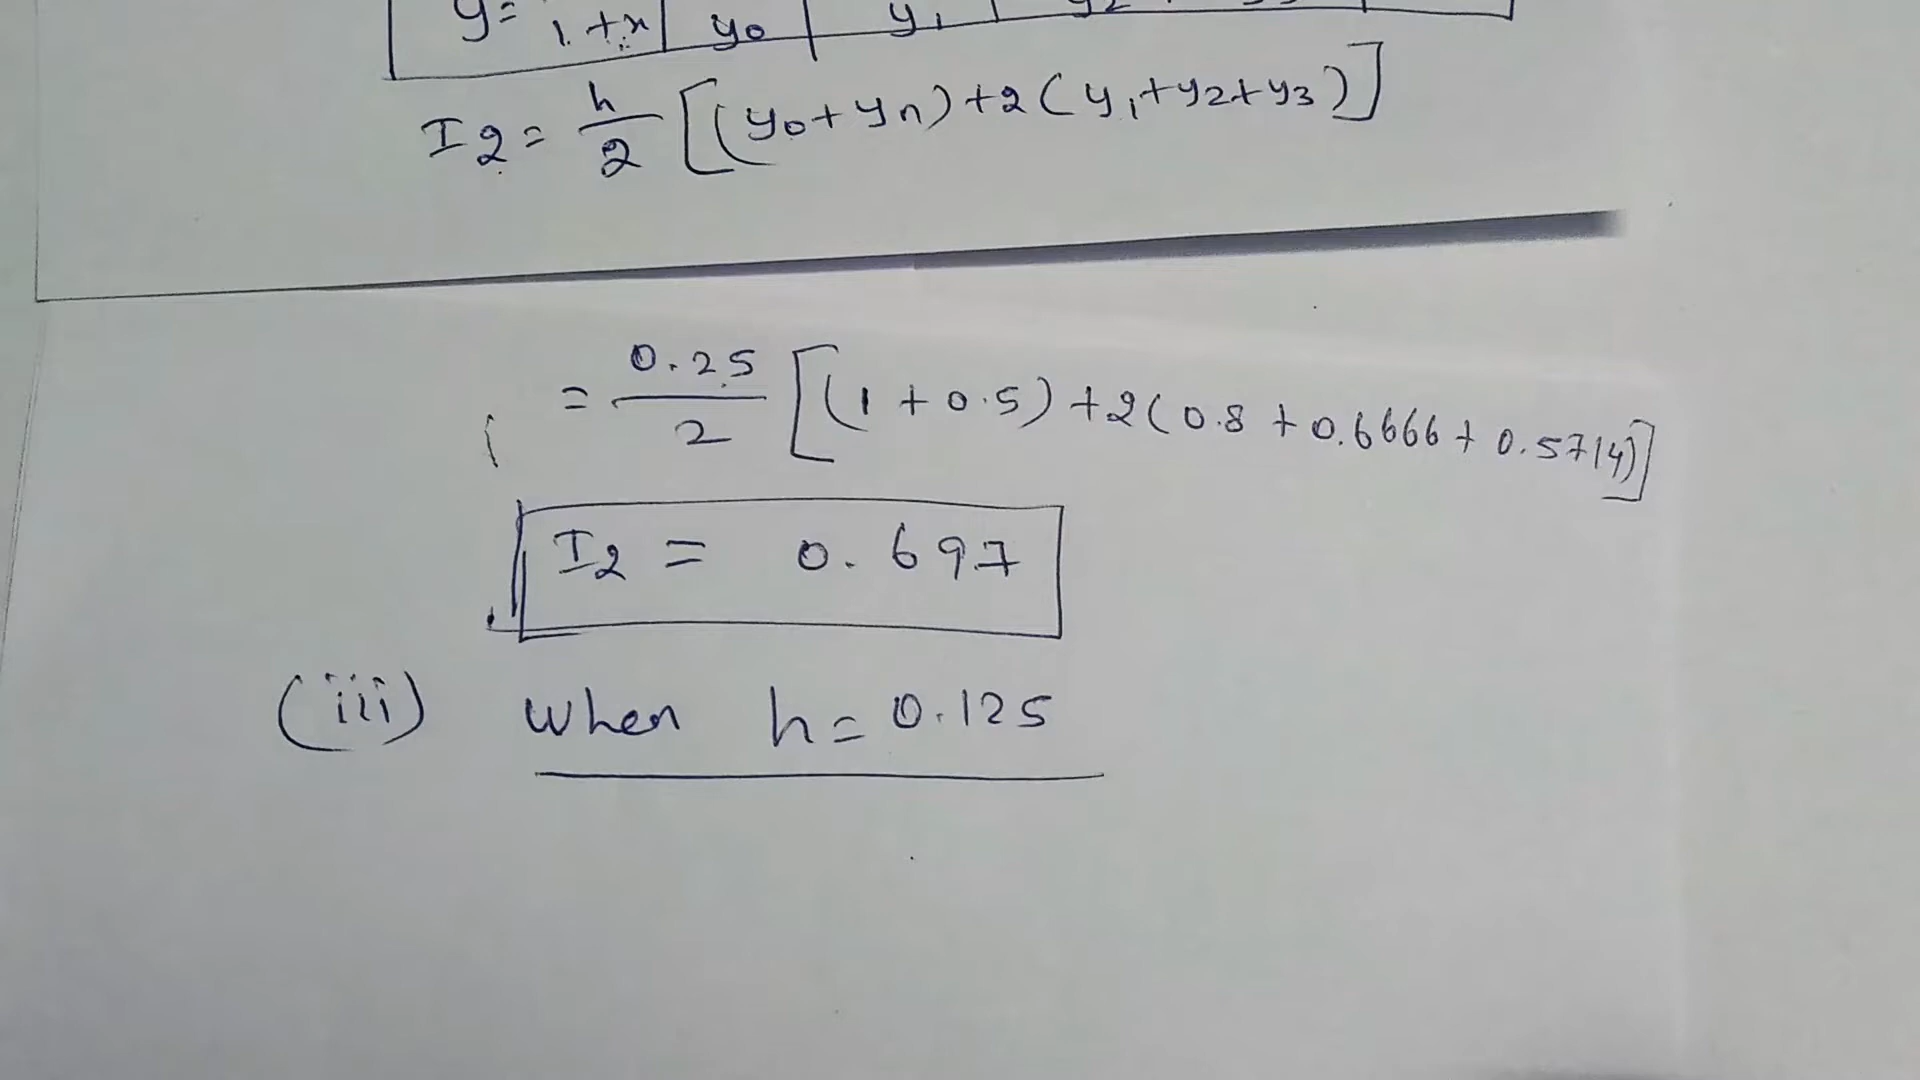 y= 1+x | y0 | y1 | y2
I2 = h/2 [(y0+yn)+2(y1+y2+y3)]
= 0.25/2 [(1+0.5)+2(0.8+0.6666+0.5714)]
I2 = 0.697
(iii) When h=0.125